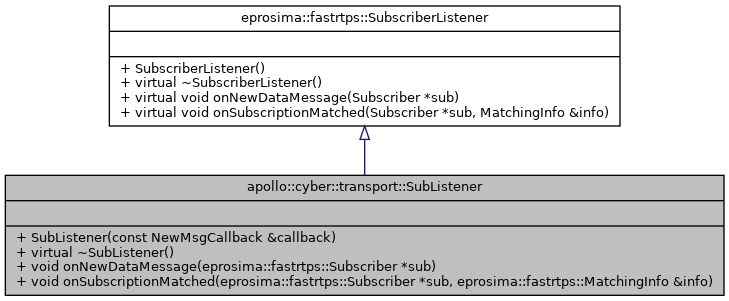 eprosima::fastrtps::SubscriberListener
+ SubscriberListener()
+ virtual ~SubscriberListener()
+ virtual void onNewDataMessage(Subscriber *sub)
+ virtual void onSubscriptionMatched(Subscriber *sub, MatchingInfo &info)
apollo::cyber::transport::SubListener
+ SubListener(const NewMsgCallback &callback)
+ virtual ~SubListener()
+ void onNewDataMessage(eprosima::fastrtps::Subscriber *sub)
+ void onSubscriptionMatched(eprosima::fastrtps::Subscriber *sub, eprosima::fastrtps::MatchingInfo &info)